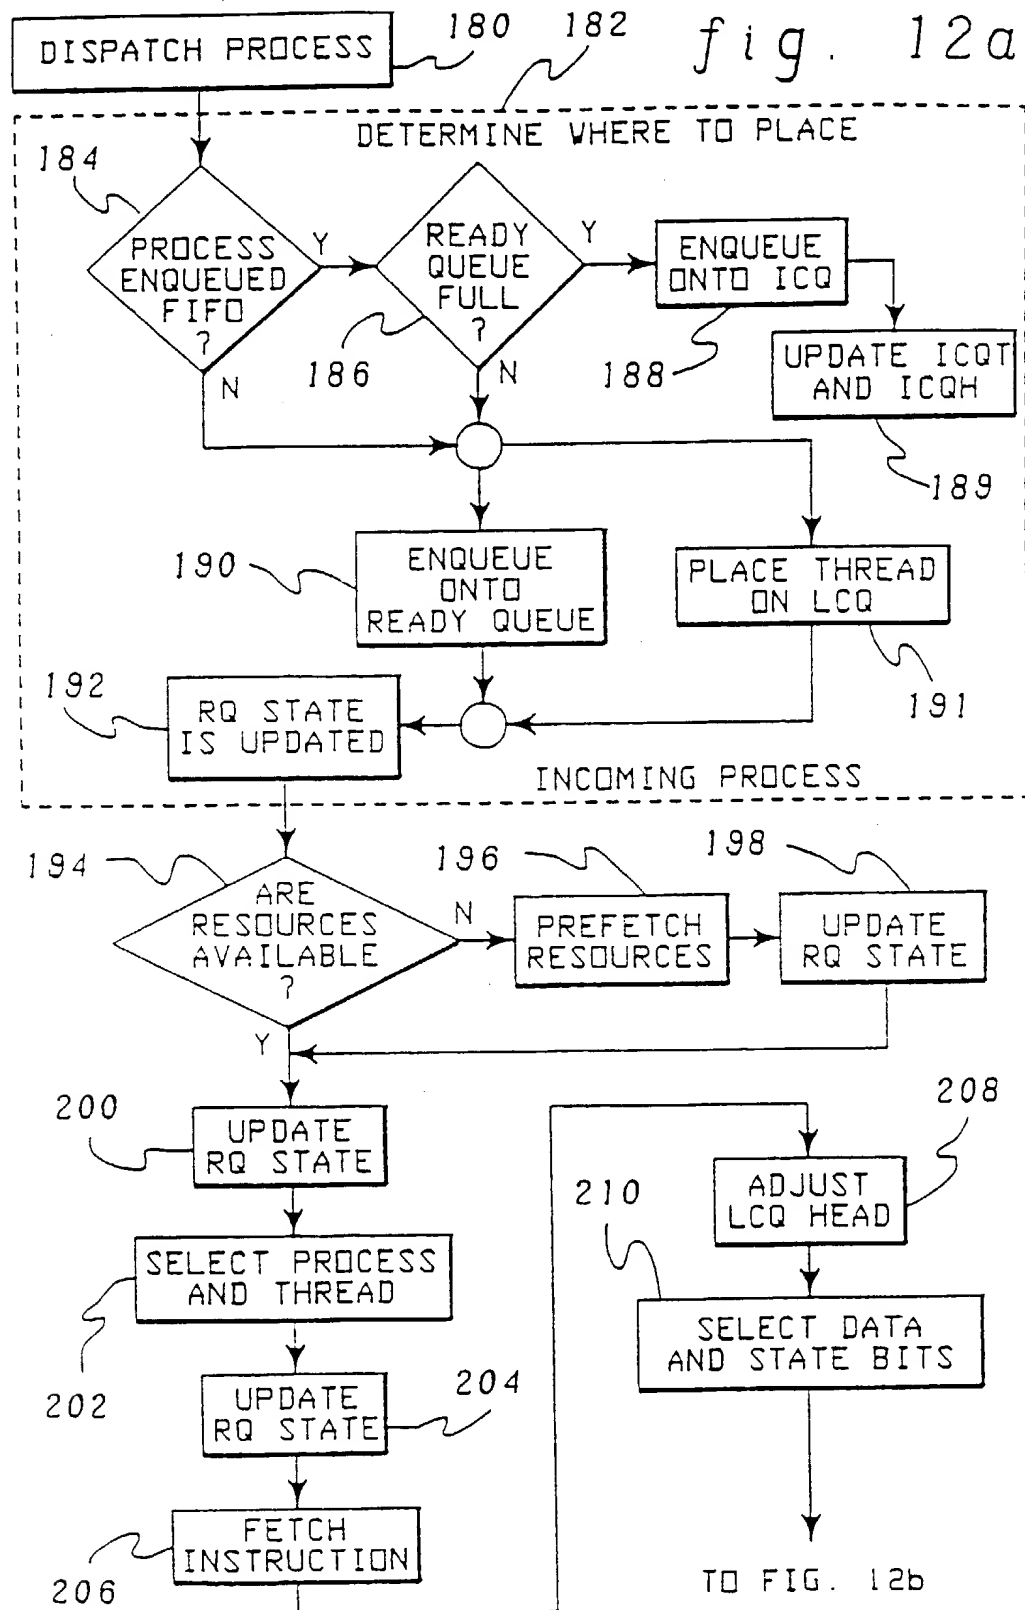 fig. 12a
DISPATCH PROCESS
180
182
DETERMINE WHERE TO PLACE
184
PROCESS
ENQUEUED
FIFO
?
Y
N
READY
QUEUE
FULL
?
Y
N
186
ENQUEUE
ONTO ICQ
188
UPDATE ICQT
AND ICQH
189
190
ENQUEUE
ONTO
READY QUEUE
PLACE THREAD
ON LCQ
191
192
RQ STATE
IS UPDATED
INCOMING PROCESS
194
ARE
RESOURCES
AVAILABLE
?
N
Y
196
PREFETCH
RESOURCES
198
UPDATE
RQ STATE
200
UPDATE
RQ STATE
SELECT PROCESS
AND THREAD
202
UPDATE
RQ STATE
204
FETCH
INSTRUCTION
206
208
ADJUST
LCQ HEAD
210
SELECT DATA
AND STATE BITS
TO FIG. 12b